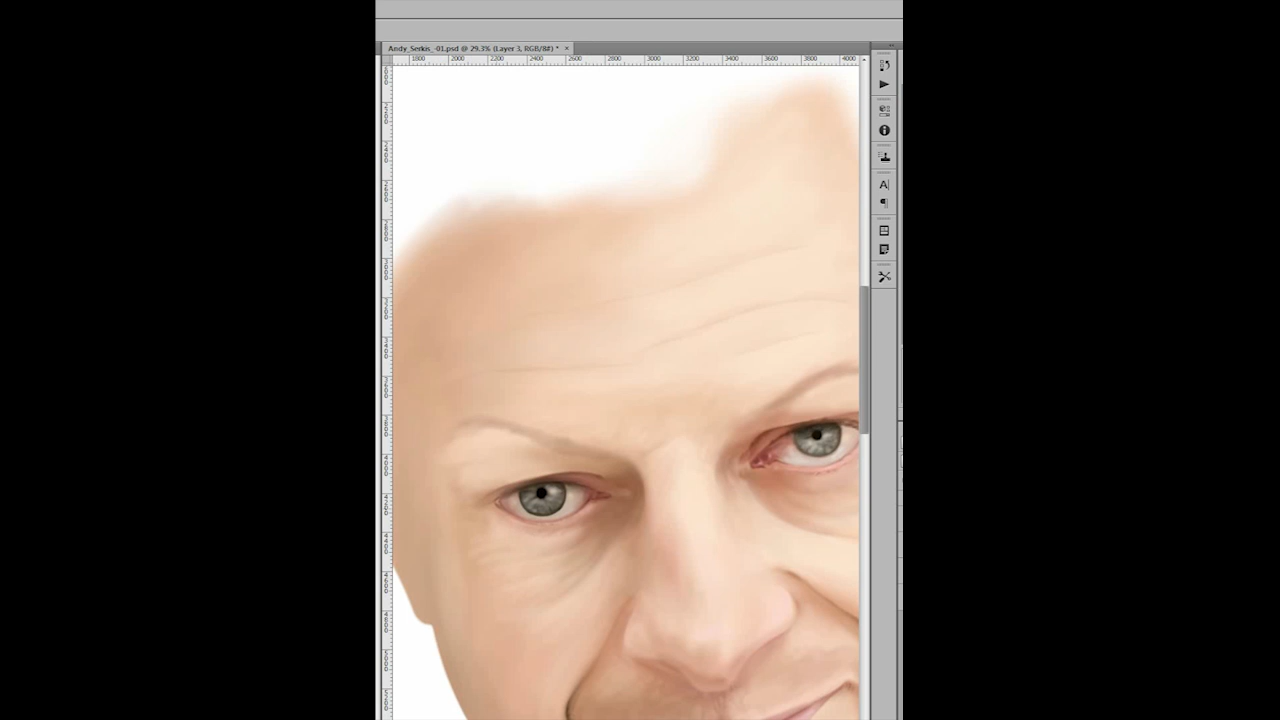 Andy_Serkis_-01.psd @ 29.3% (Layer 3, RGB/8#) * ×
1800 2000 2200 2400 2600 2800 3000 3200 3400 3600 3800 4000
A